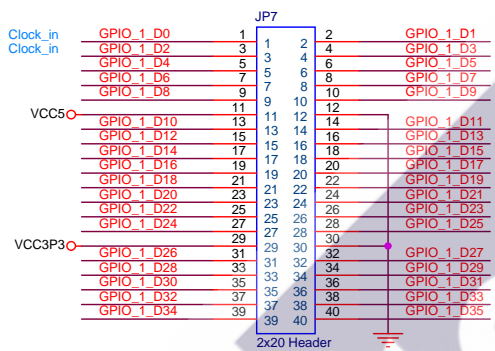 JP7
Clock_in GPIO_1_D0 1 1 2 2 GPIO_1_D1
Clock_in GPIO_1_D2 3 3 4 4 GPIO_1_D3
GPIO_1_D4 5 5 6 6 GPIO_1_D5
GPIO_1_D6 7 7 8 8 GPIO_1_D7
GPIO_1_D8 9 9 10 10 GPIO_1_D9
VCC5 11 11 12 12
GPIO_1_D10 13 13 14 14 GPIO_1_D11
GPIO_1_D12 15 15 16 16 GPIO_1_D13
GPIO_1_D14 17 17 18 18 GPIO_1_D15
GPIO_1_D16 19 19 20 20 GPIO_1_D17
GPIO_1_D18 21 21 22 22 GPIO_1_D19
GPIO_1_D20 23 23 24 24 GPIO_1_D21
GPIO_1_D22 25 25 26 26 GPIO_1_D23
GPIO_1_D24 27 27 28 28 GPIO_1_D25
VCC3P3 29 29 30 30
GPIO_1_D26 31 31 32 32 GPIO_1_D27
GPIO_1_D28 33 33 34 34 GPIO_1_D29
GPIO_1_D30 35 35 36 36 GPIO_1_D31
GPIO_1_D32 37 37 38 38 GPIO_1_D33
GPIO_1_D34 39 39 40 40 GPIO_1_D35
2x20 Header